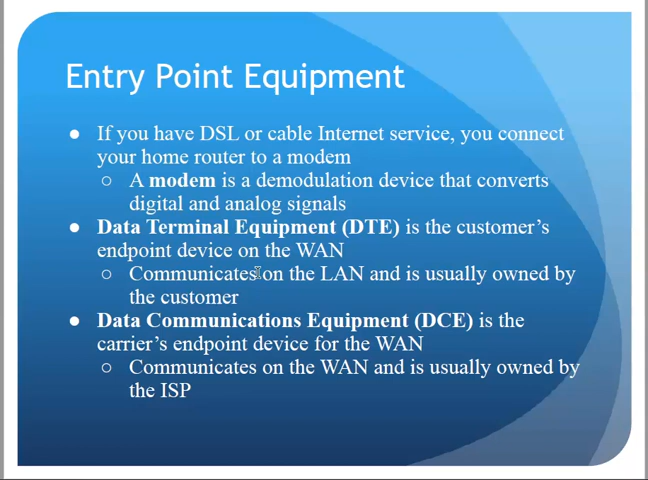 Entry Point Equipment
● If you have DSL or cable Internet service, you connect
your home router to a modem
○ A modem is a demodulation device that converts
digital and analog signals
● Data Terminal Equipment (DTE) is the customer’s
endpoint device on the WAN
○ Communicates on the LAN and is usually owned by
the customer
● Data Communications Equipment (DCE) is the
carrier’s endpoint device for the WAN
○ Communicates on the WAN and is usually owned by
the ISP